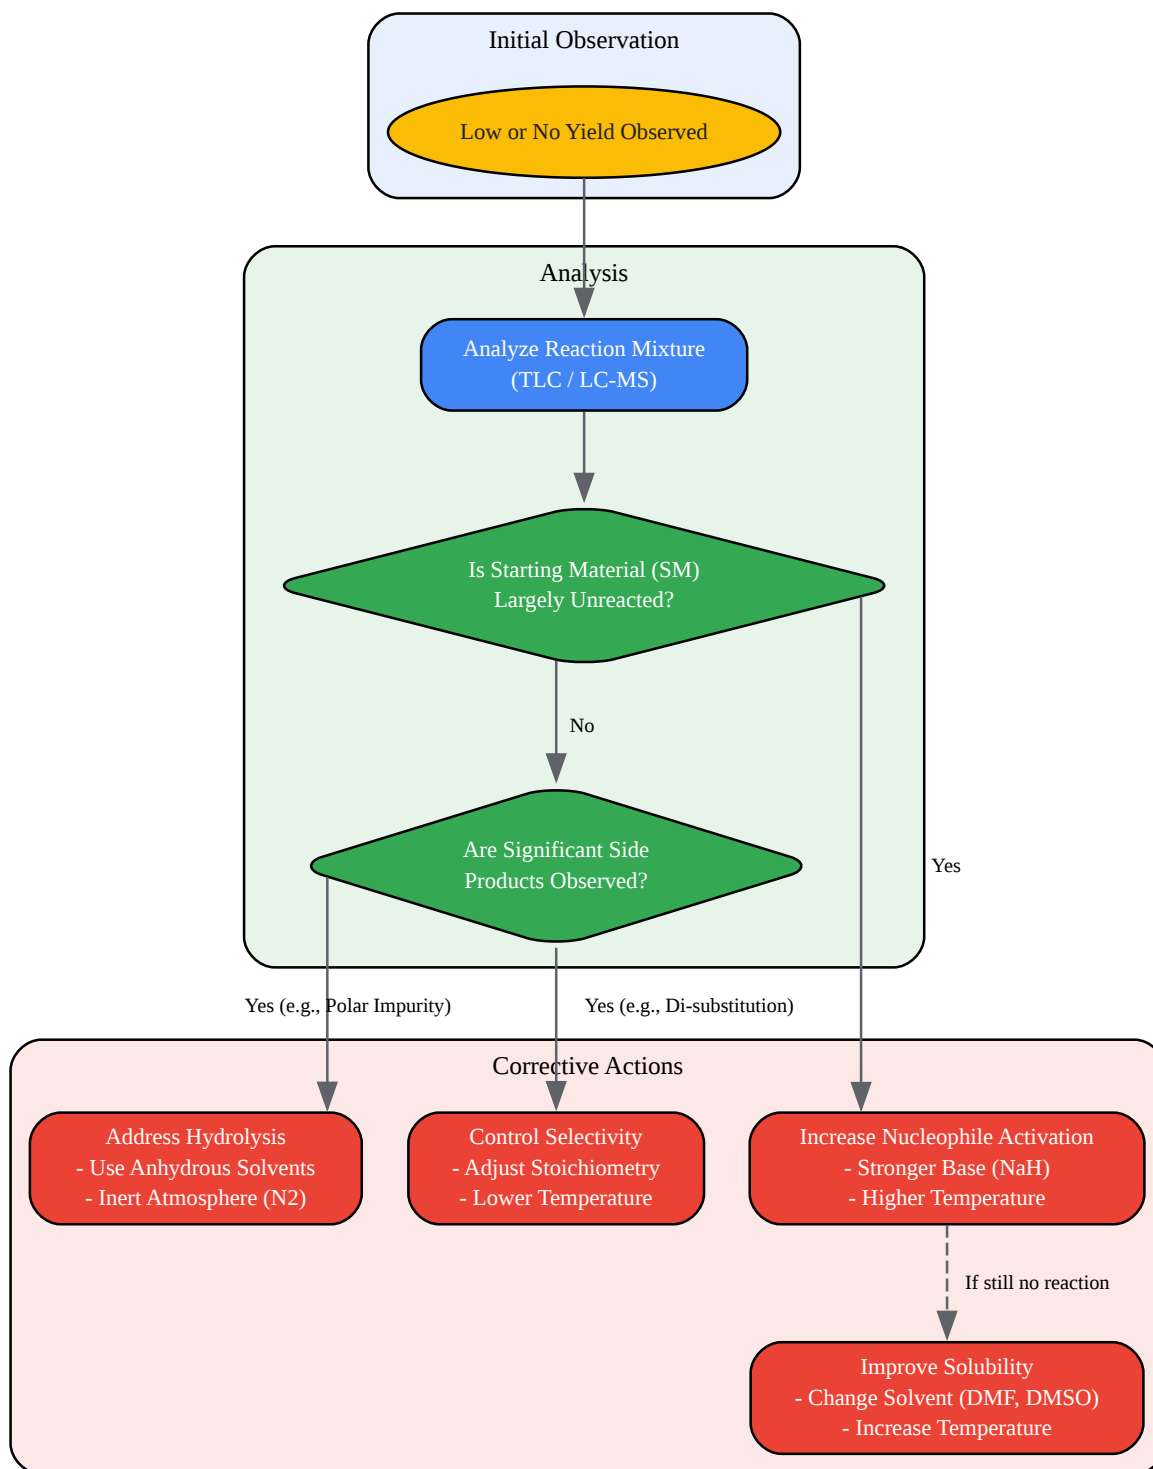 Initial Observation
Low or No Yield Observed
Analysis
Analyze Reaction Mixture
(TLC / LC-MS)
Is Starting Material (SM)
Largely Unreacted?
No
Are Significant Side
Products Observed?
Yes
Yes (e.g., Polar Impurity)
Yes (e.g., Di-substitution)
Corrective Actions
Address Hydrolysis
- Use Anhydrous Solvents
- Inert Atmosphere (N2)
Control Selectivity
- Adjust Stoichiometry
- Lower Temperature
Increase Nucleophile Activation
- Stronger Base (NaH)
- Higher Temperature
If still no reaction
Improve Solubility
- Change Solvent (DMF, DMSO)
- Increase Temperature